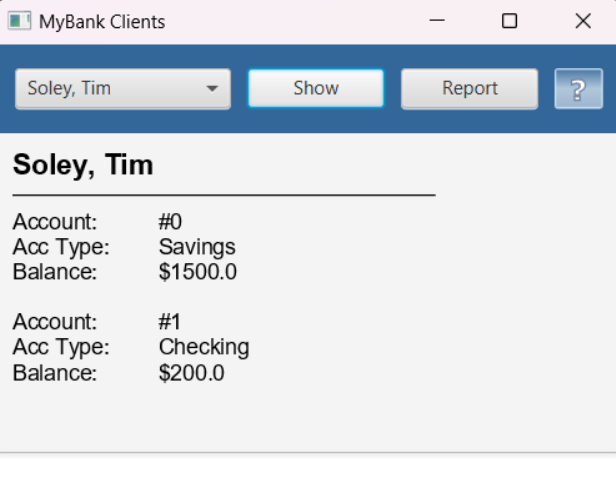 MyBank Clients
Soley, Tim Show Report ?
Soley, Tim
Account: #0
Acc Type: Savings
Balance: $1500.0
Account: #1
Acc Type: Checking
Balance: $200.0